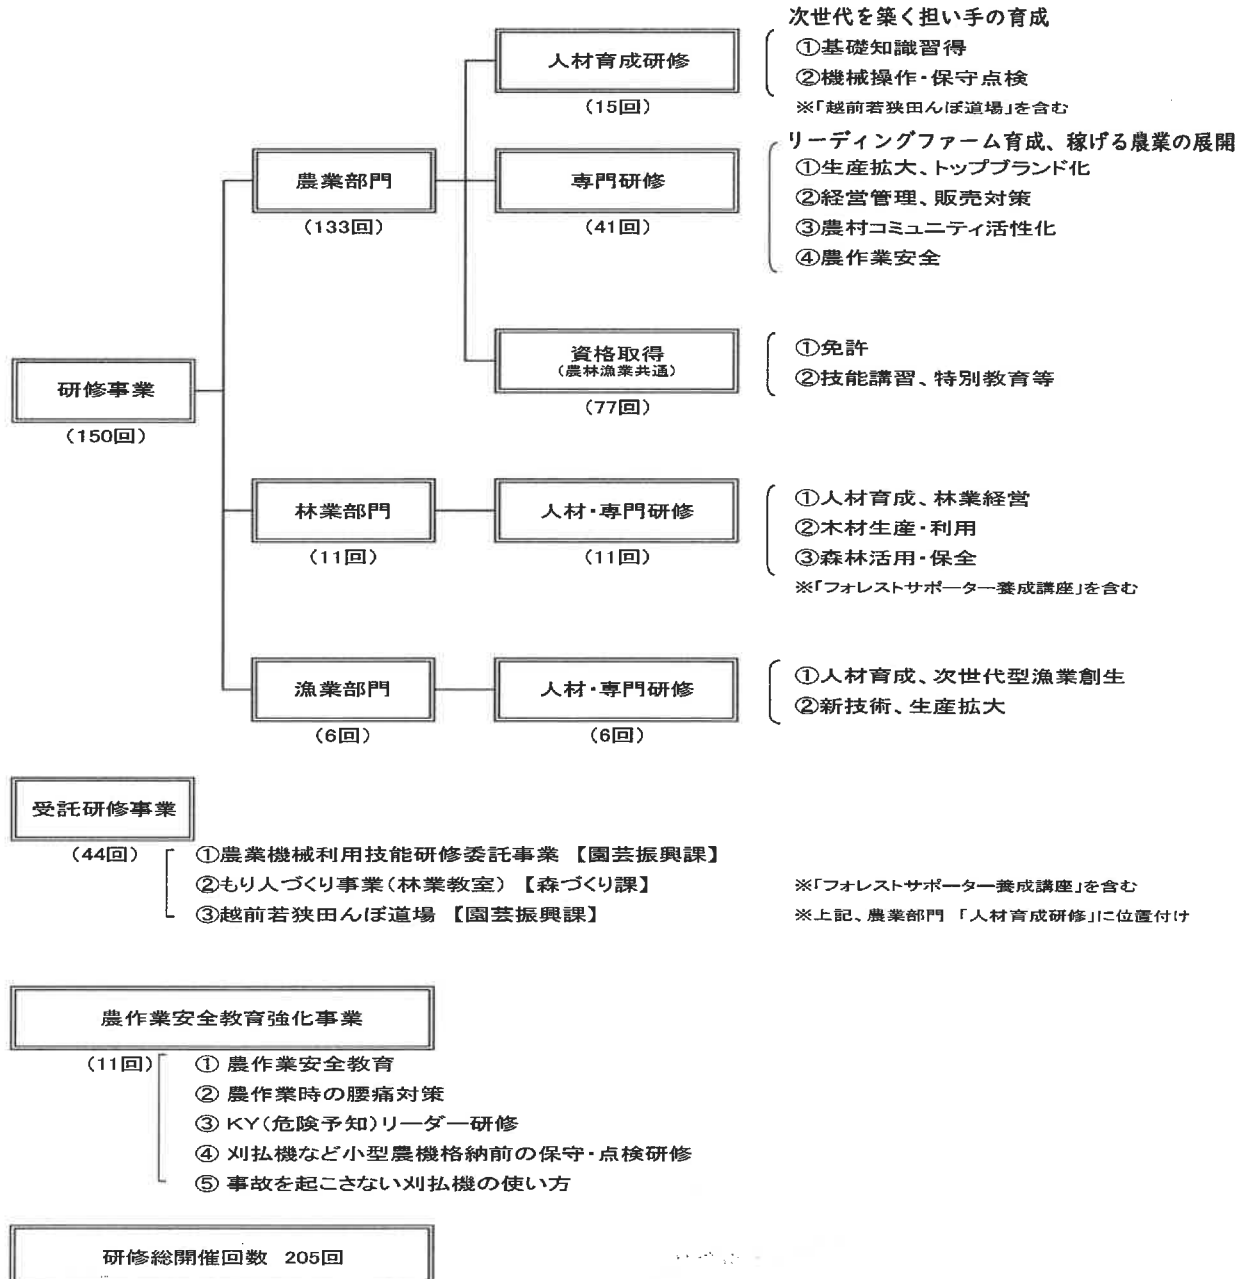 次世代を築く担い手の育成
人材育成研修
(15回)
①基礎知識習得
②機械操作・保守点検
※「越前若狭田んぼ道場」を含む
リーディングファーム育成、稼げる農業の展開
農業部門
(133回)
専門研修
(41回)
①生産拡大、トップブランド化
②経営管理、販売対策
③農村コミュニティ活性化
④農作業安全
資格取得
(農林漁業共通)
(77回)
①免許
②技能講習、特別教育等
研修事業
(150回)
林業部門
(11回)
人材・専門研修
(11回)
①人材育成、林業経営
②木材生産・利用
③森林活用・保全
※「フォレストサポーター養成講座」を含む
漁業部門
(6回)
人材・専門研修
(6回)
①人材育成、次世代型漁業創生
②新技術、生産拡大
受託研修事業
(44回)
①農業機械利用技能研修委託事業 【園芸振興課】
②もり人づくり事業(林業教室) 【森づくり課】 ※「フォレストサポーター養成講座」を含む
③越前若狭田んぼ道場 【園芸振興課】 ※上記、農業部門 「人材育成研修」に位置付け
農作業安全教育強化事業
(11回)
① 農作業安全教育
② 農作業時の腰痛対策
③ KY(危険予知)リーダー研修
④ 刈払機など小型農機格納前の保守・点検研修
⑤ 事故を起こさない刈払機の使い方
研修総開催回数 205回